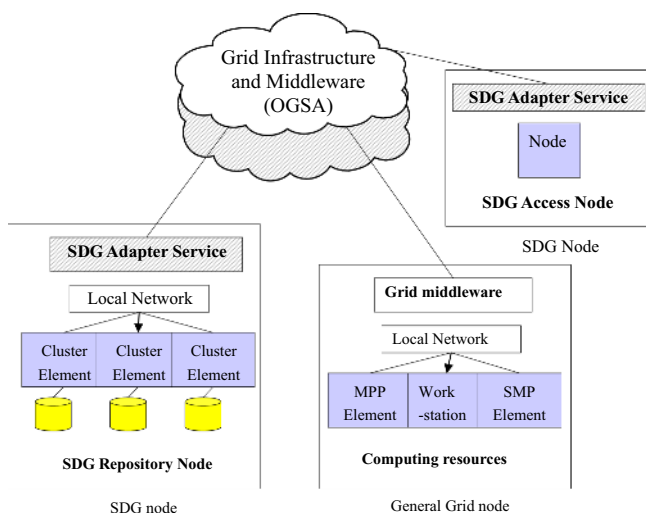 Grid Infrastructure
and Middleware
(OGSA)
SDG Adapter Service
Node
SDG Access Node
SDG Node
SDG Adapter Service
Local Network
Cluster
Element
Cluster
Element
Cluster
Element
SDG Repository Node
SDG node
Grid middleware
Local Network
MPP
Element
Work
-station
SMP
Element
Computing resources
General Grid node